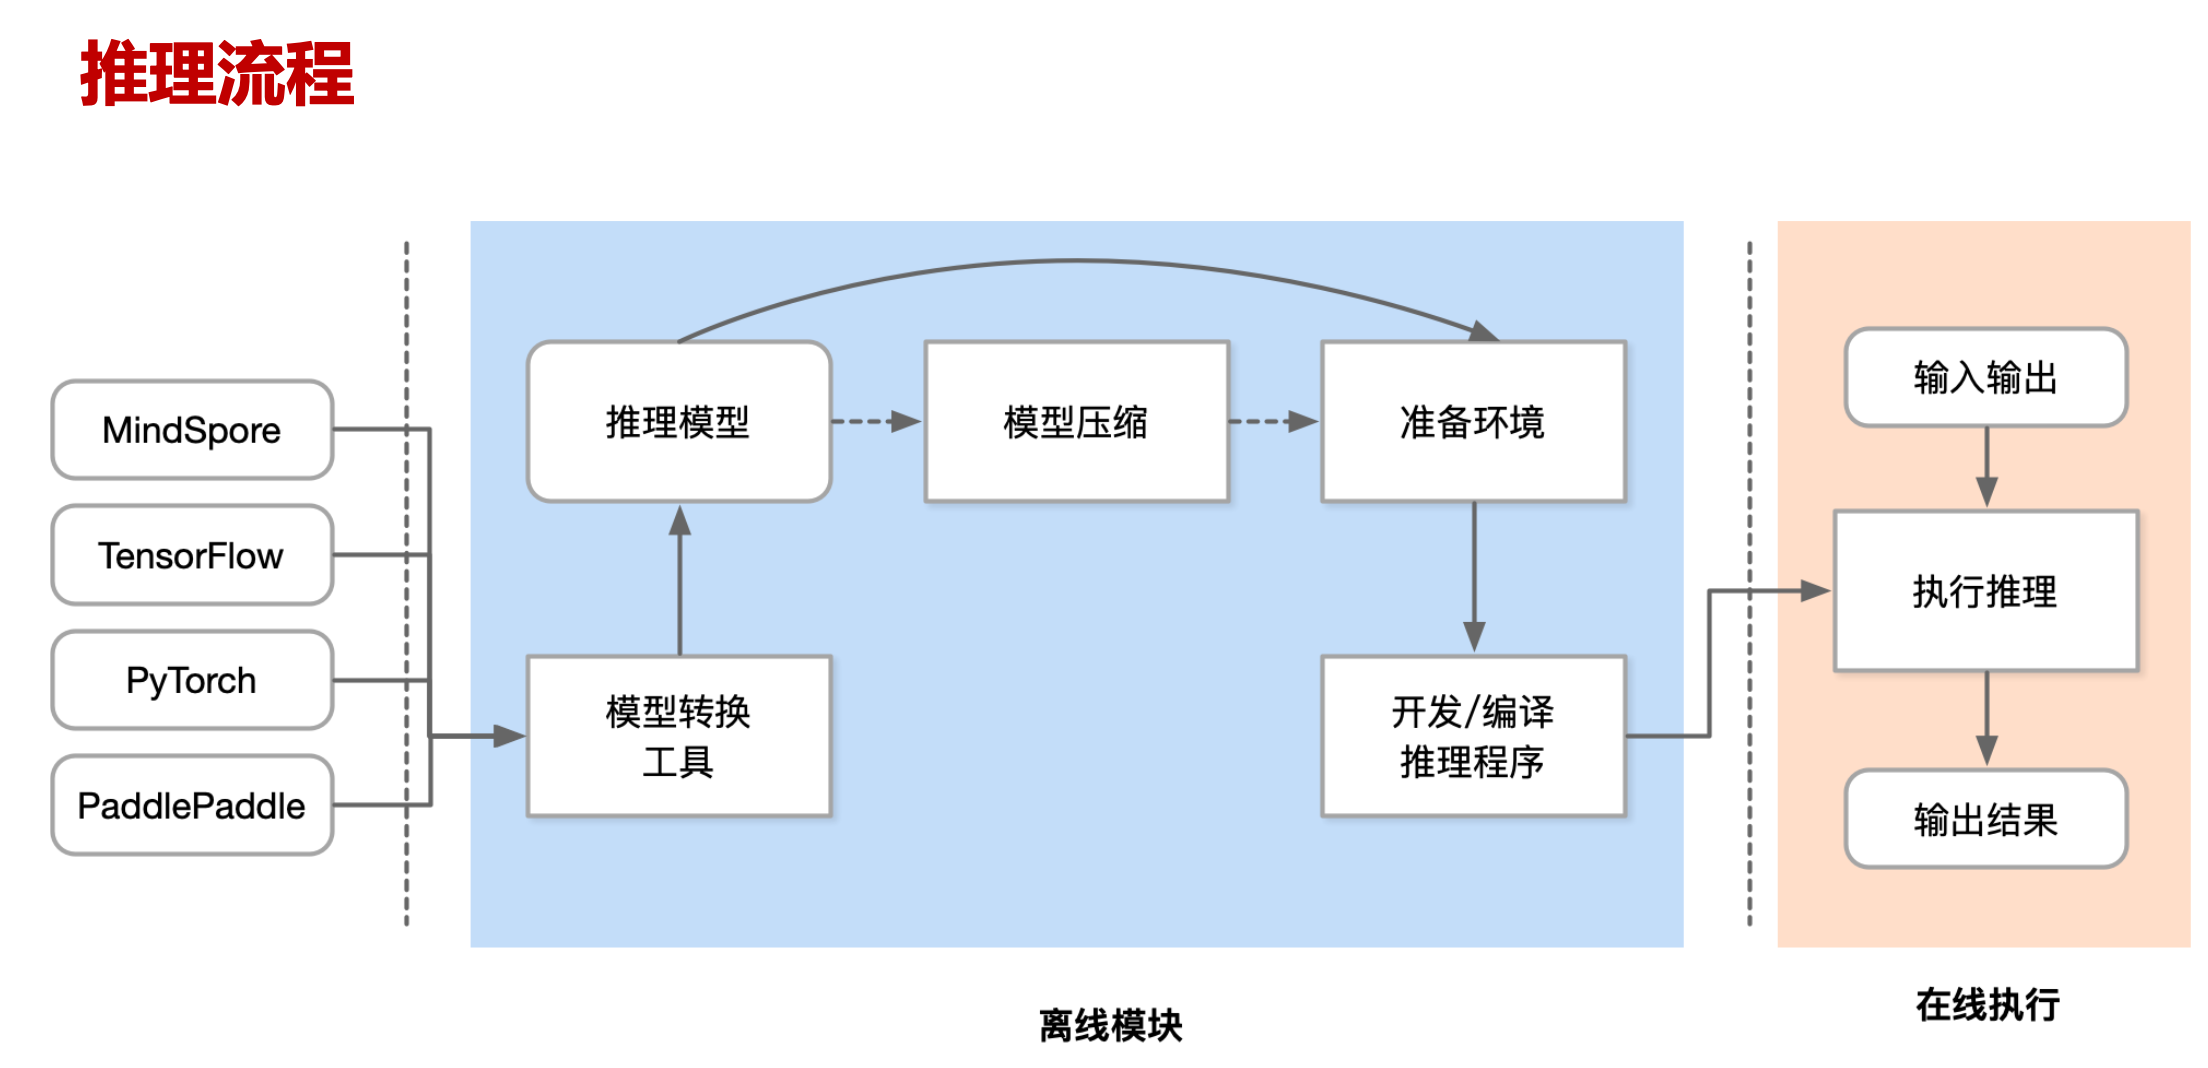 推理流程
MindSpore
TensorFlow
PyTorch
PaddlePaddle
推理模型
模型压缩
准备环境
模型转换
工具
开发/编译
推理程序
离线模块
输入输出
执行推理
输出结果
在线执行